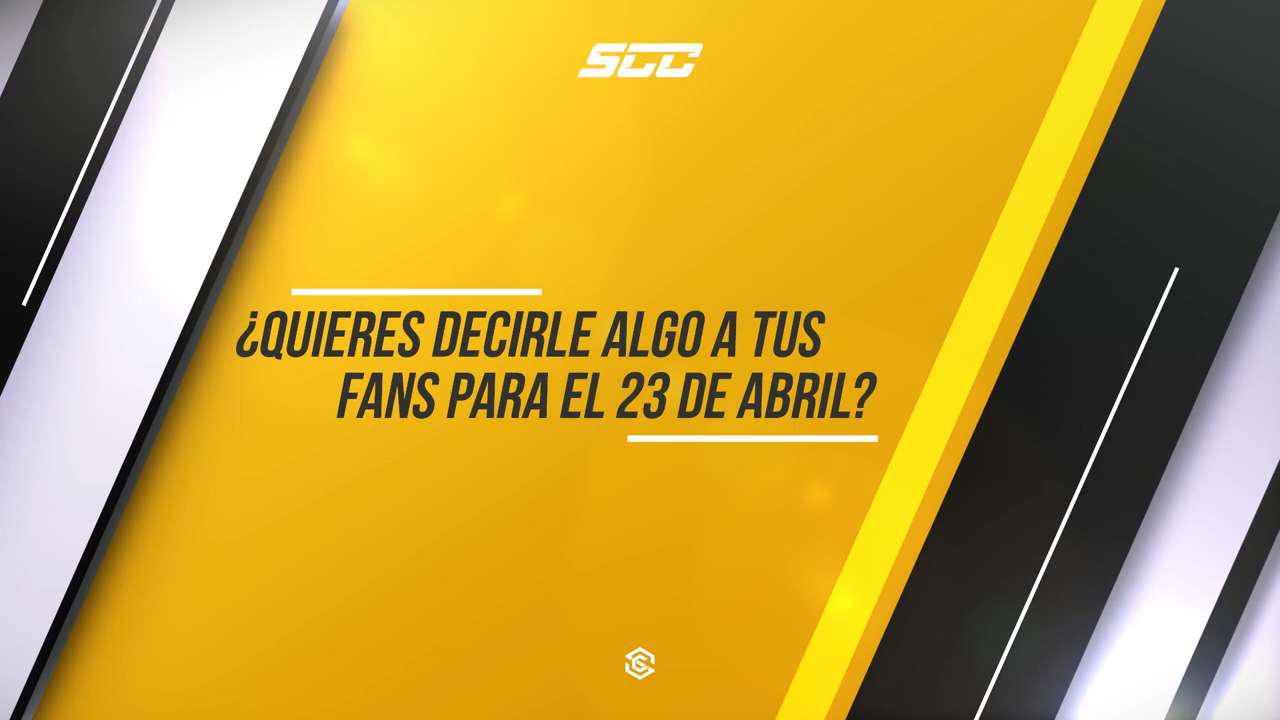 SCC
¿QUIERES DECIRLE ALGO A TUS
FANS PARA EL 23 DE ABRIL?